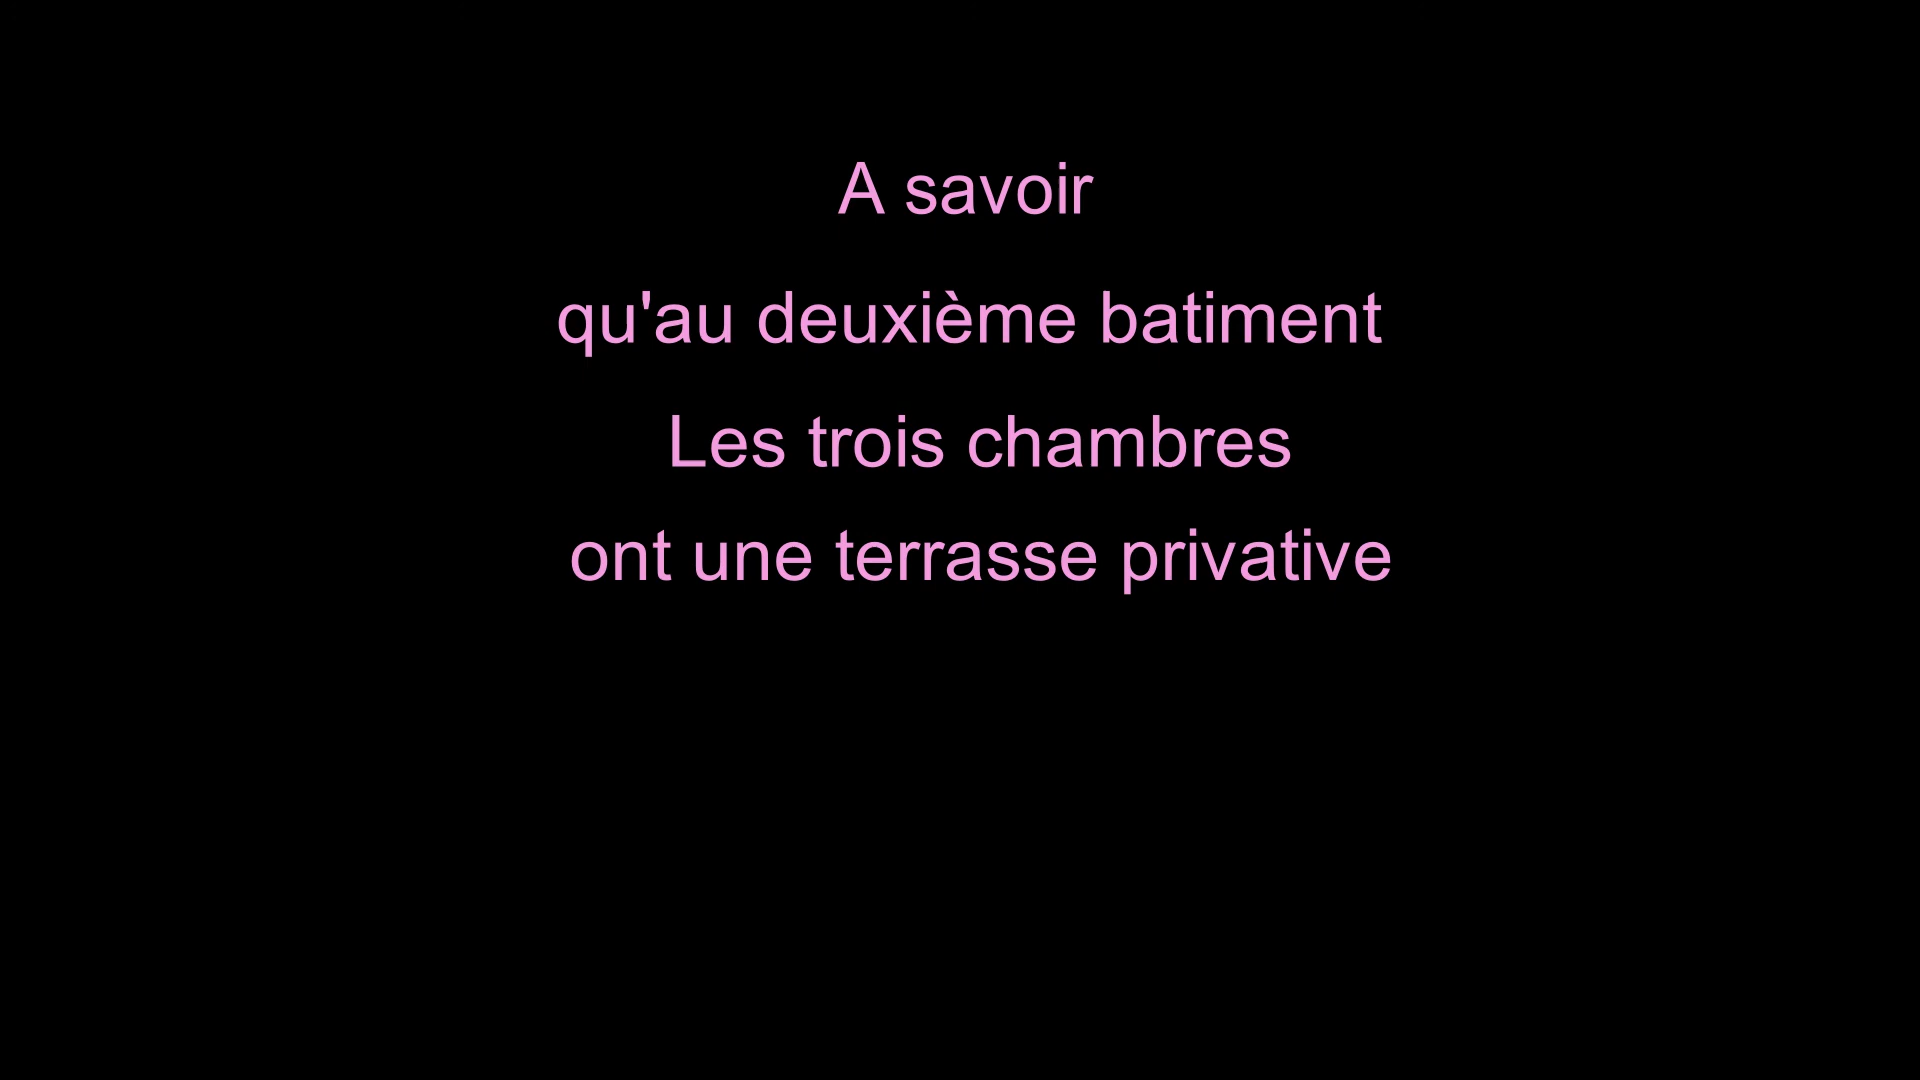 A savoir
qu'au deuxième batiment
Les trois chambres
ont une terrasse privative